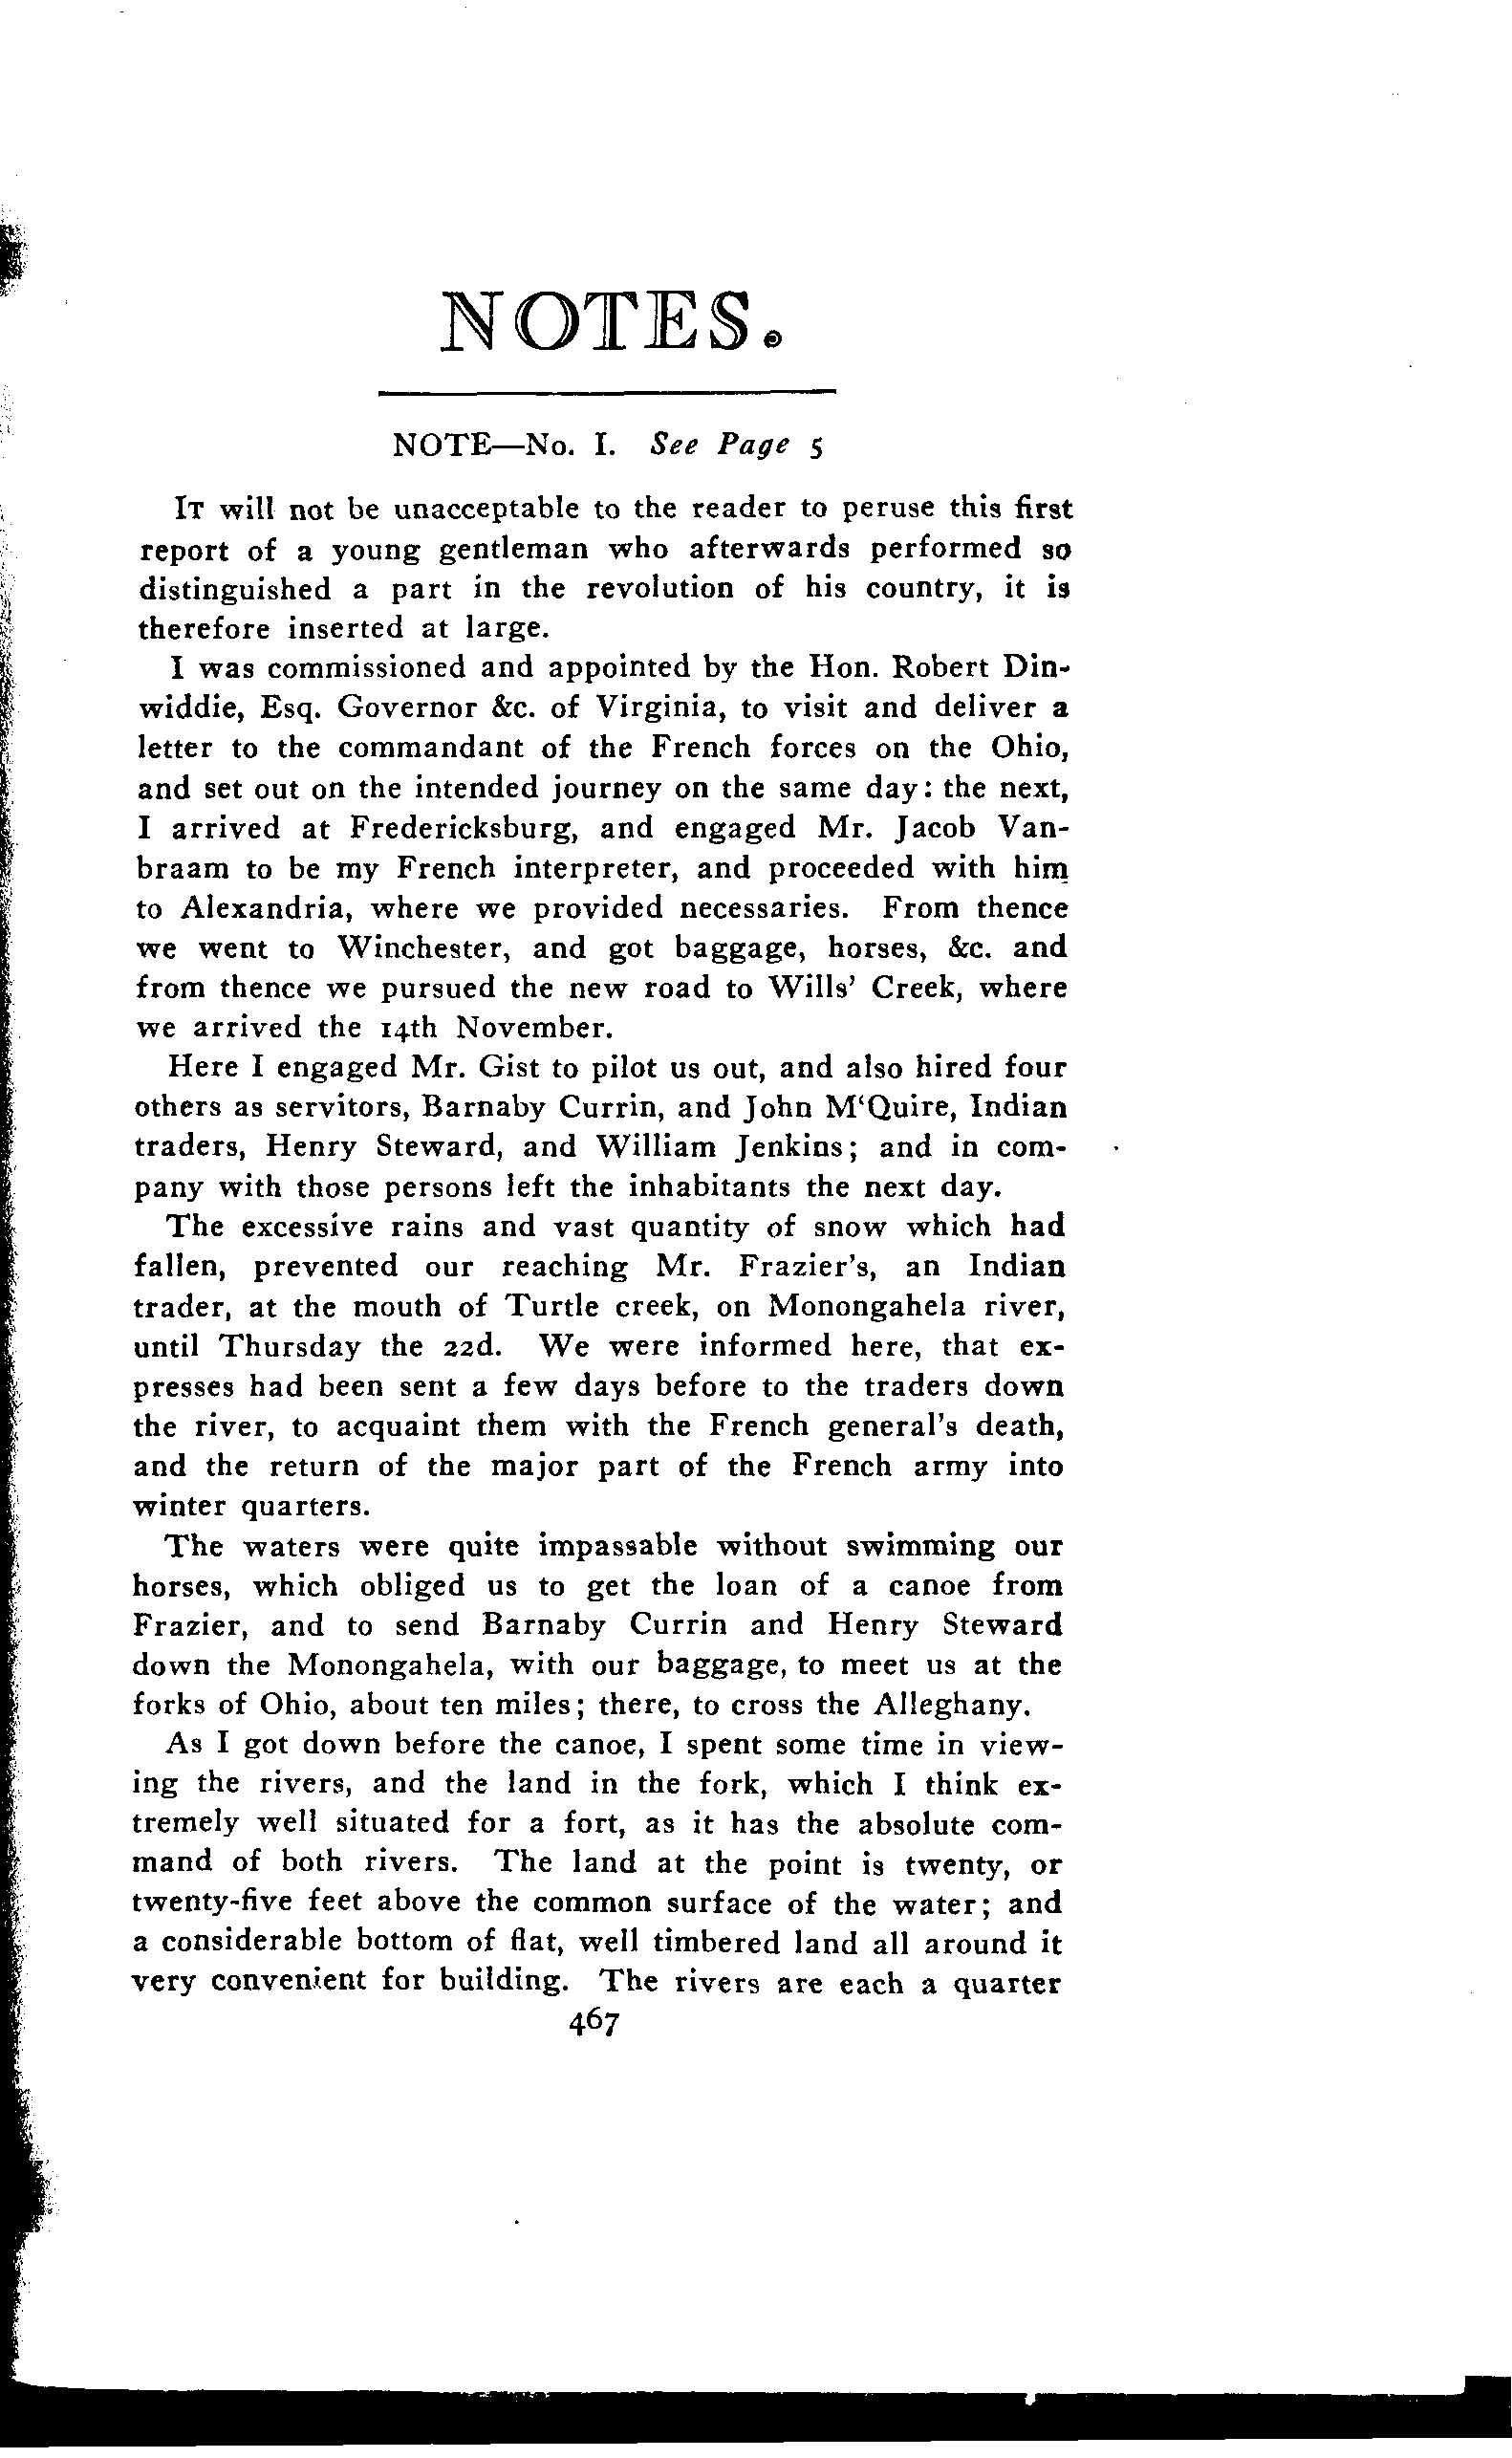 NOTES.
NOTE—No. I. See Page 5
IT will not be unacceptable to the reader to peruse this first
report of a young gentleman who afterwards performed so
distinguished a part in the revolution of his country, it is
therefore inserted at large.
I was commissioned and appointed by the Hon. Robert Din-
widdie, Esq. Governor &c. of Virginia, to visit and deliver a
letter to the commandant of the French forces on the Ohio,
and set out on the intended journey on the same day: the next,
I arrived at Fredericksburg, and engaged Mr. Jacob Van-
braam to be my French interpreter, and proceeded with him
to Alexandria, where we provided necessaries. From thence
we went to Winchester, and got baggage, horses, &c. and
from thence we pursued the new road to Wills' Creek, where
we arrived the 14th November.
Here I engaged Mr. Gist to pilot us out, and also hired four
others as servitors, Barnaby Currin, and John M‘Quire, Indian
traders, Henry Steward, and William Jenkins; and in com-
pany with those persons left the inhabitants the next day.
The excessive rains and vast quantity of snow which had
fallen, prevented our reaching Mr. Frazier's, an Indian
trader, at the mouth of Turtle creek, on Monongahela river,
until Thursday the 22d. We were informed here, that ex-
presses had been sent a few days before to the traders down
the river, to acquaint them with the French general's death,
and the return of the major part of the French army into
winter quarters.
The waters were quite impassable without swimming our
horses, which obliged us to get the loan of a canoe from
Frazier, and to send Barnaby Currin and Henry Steward
down the Monongahela, with our baggage, to meet us at the
forks of Ohio, about ten miles; there, to cross the Alleghany.
As I got down before the canoe, I spent some time in view-
ing the rivers, and the land in the fork, which I think ex-
tremely well situated for a fort, as it has the absolute com-
mand of both rivers. The land at the point is twenty, or
twenty-five feet above the common surface of the water; and
a considerable bottom of flat, well timbered land all around it
very convenient for building. The rivers are each a quarter
467